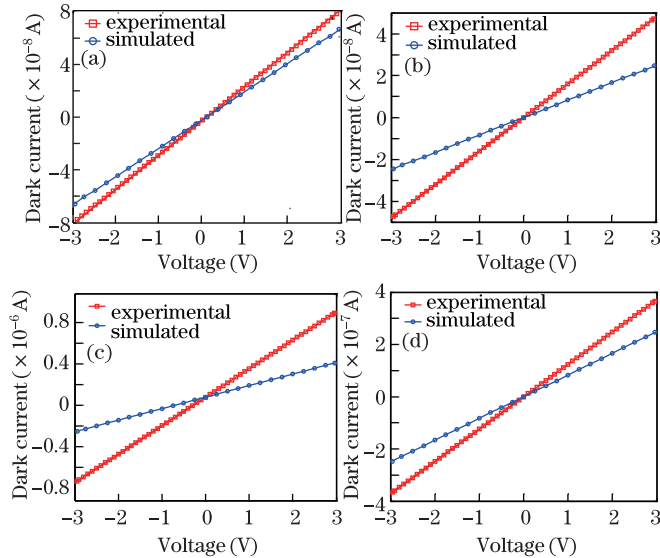 8
4
0
−4
−8
experimental
simulated
(a)
Dark current ( × 10−8 A)
−3 −2 −1 0 1 2 3
Voltage (V)
4
2
0
−2
−4
experimental
simulated
(b)
Dark current ( × 10−8 A)
−3 −2 −1 0 1 2 3
Voltage (V)
0.8
0.4
0
−0.4
−0.8
experimental
simulated
(c)
Dark current ( × 10−6 A)
−3 −2 −1 0 1 2 3
Voltage (V)
4
2
0
−2
−4
experimental
simulated
(d)
Dark current ( × 10−7 A)
−3 −2 −1 0 1 2 3
Voltage (V)